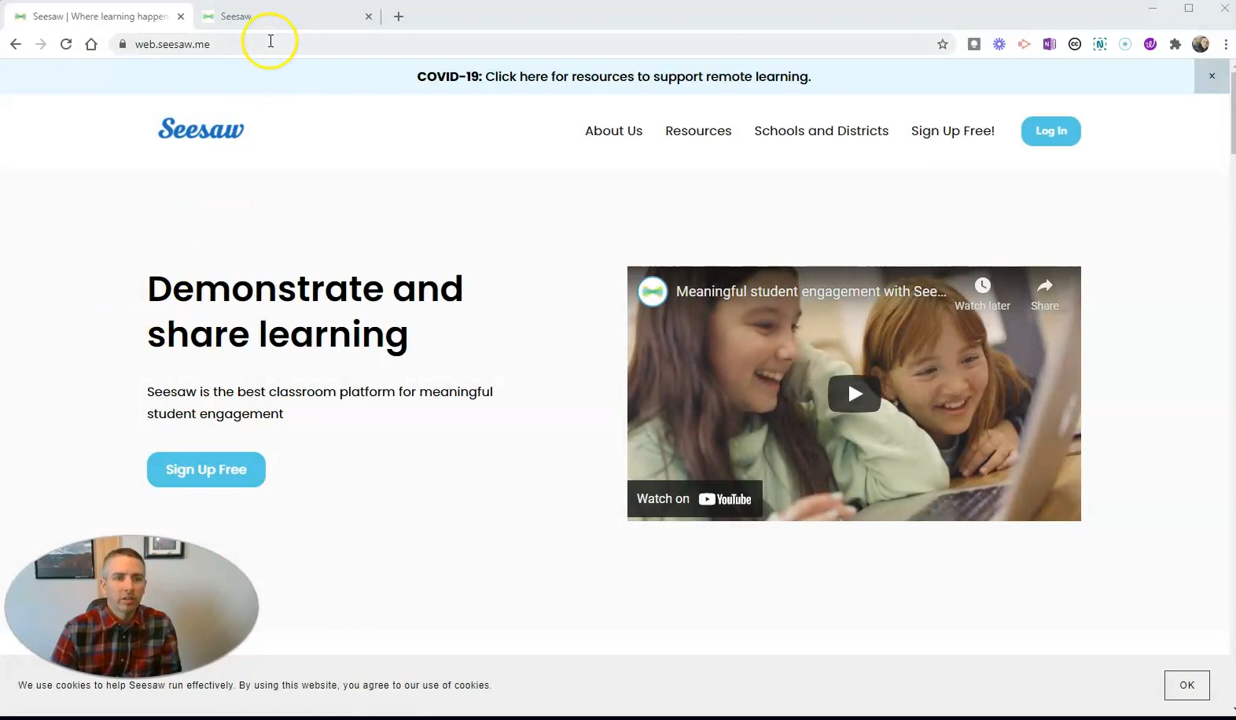 Seesaw | Where learning happen
Seesaw
web.seesaw.me
COVID-19: Click here for resources to support remote learning.
Seesaw
About Us
Resources
Schools and Districts
Sign Up Free!
Log In
Demonstrate and
share learning
Seesaw is the best classroom platform for meaningful
student engagement
Sign Up Free
Meaningful student engagement with See...
Watch later
Share
Watch on YouTube
We use cookies to help Seesaw run effectively. By using this website, you agree to our use of cookies.
OK